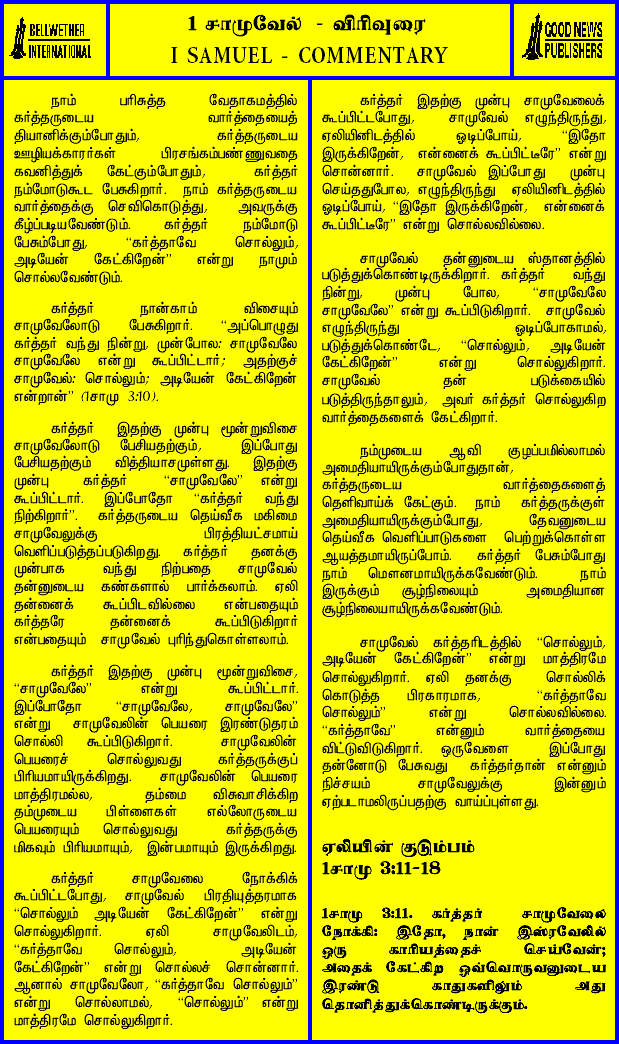 BELLWETHER
INTERNATIONAL
1 சாமுவேல் - விரிவுரை
I SAMUEL - COMMENTARY
GOOD NEWS
PUBLISHERS
நாம் பரிசுத்த வேதாகமத்தில்
கர்த்தருடைய வார்த்தையைத்
தியானிக்கும்போதும், கர்த்தருடைய
ஊழியக்காரர்கள் பிரசங்கம்பண்ணுவதை
கவனித்துக் கேட்கும்போதும், கர்த்தர்
நம்மோடுகூட பேசுகிறார். நாம் கர்த்தருடைய
வார்த்தைக்கு செவிகொடுத்து, அவருக்கு
கீழ்ப்படியவேண்டும். கர்த்தர் நம்மோடு
பேசும்போது, “கர்த்தாவே சொல்லும்,
அடியேன் கேட்கிறேன்” என்று நாமும்
சொல்லவேண்டும்.
கர்த்தர் நான்காம் விசையும்
சாமுவேலோடு பேசுகிறார். “அப்பொழுது
கர்த்தர் வந்து நின்று, முன்போல: சாமுவேலே
சாமுவேலே என்று கூப்பிட்டார்; அதற்குச்
சாமுவேல்: சொல்லும்; அடியேன் கேட்கிறேன்
என்றான்” (1சாமு 3:10).
கர்த்தர் இதற்கு முன்பு மூன்றுவிசை
சாமுவேலோடு பேசியதற்கும், இப்போது
பேசியதற்கும் வித்தியாசமுள்ளது. இதற்கு
முன்பு கர்த்தர் “சாமுவேலே” என்று
கூப்பிட்டார். இப்போதோ “கர்த்தர் வந்து
நிற்கிறார்”. கர்த்தருடைய தெய்வீக மகிமை
சாமுவேலுக்கு பிரத்தியட்சமாய்
வெளிப்படுத்தப்படுகிறது. கர்த்தர் தனக்கு
முன்பாக வந்து நிற்பதை சாமுவேல்
தன்னுடைய கண்களால் பார்க்கலாம். ஏலி
தன்னைக் கூப்பிடவில்லை என்பதையும்
கர்த்தரே தன்னைக் கூப்பிடுகிறார்
என்பதையும் சாமுவேல் புரிந்துகொள்ளலாம்.
கர்த்தர் இதற்கு முன்பு மூன்றுவிசை,
“சாமுவேலே” என்று கூப்பிட்டார்.
இப்போதோ “சாமுவேலே, சாமுவேலே”
என்று சாமுவேலின் பெயரை இரண்டுதரம்
சொல்லி கூப்பிடுகிறார். சாமுவேலின்
பெயரைச் சொல்லுவது கர்த்தருக்குப்
பிரியமாயிருக்கிறது. சாமுவேலின் பெயரை
மாத்திரமல்ல, தம்மை விசுவாசிக்கிற
தம்முடைய பிள்ளைகள் எல்லோருடைய
பெயரையும் சொல்லுவது கர்த்தருக்கு
மிகவும் பிரியமாயும், இன்பமாயும் இருக்கிறது.
கர்த்தர் சாமுவேலை நோக்கிக்
கூப்பிட்டபோது, சாமுவேல் பிரதியுத்தரமாக
“சொல்லும் அடியேன் கேட்கிறேன்” என்று
சொல்லுகிறார். ஏலி சாமுவேலிடம்,
“கர்த்தாவே சொல்லும், அடியேன்
கேட்கிறேன்” என்று சொல்லச் சொன்னார்.
ஆனால் சாமுவேலோ, “கர்த்தாவே சொல்லும்”
என்று சொல்லாமல், “சொல்லும்” என்று
மாத்திரமே சொல்லுகிறார்.
கர்த்தர் இதற்கு முன்பு சாமுவேலைக்
கூப்பிட்டபோது, சாமுவேல் எழுந்திருந்து,
ஏலியினிடத்தில் ஓடிப்போய், “இதோ
இருக்கிறேன், என்னைக் கூப்பிட்டீரே” என்று
சொன்னார். சாமுவேல் இப்போது முன்பு
செய்ததுபோல, எழுந்திருந்து ஏலியினிடத்தில்
ஓடிப்போய், “இதோ இருக்கிறேன், என்னைக்
கூப்பிட்டீரே” என்று சொல்லவில்லை.
சாமுவேல் தன்னுடைய ஸ்தானத்தில்
படுத்துக்கொண்டிருக்கிறார். கர்த்தர் வந்து
நின்று, முன்பு போல, “சாமுவேலே
சாமுவேலே” என்று கூப்பிடுகிறார். சாமுவேல்
எழுந்திருந்து ஓடிப்போகாமல்,
படுத்துக்கொண்டே, “சொல்லும், அடியேன்
கேட்கிறேன்” என்று சொல்லுகிறார்.
சாமுவேல் தன் படுக்கையில்
படுத்திருந்தாலும், அவர் கர்த்தர் சொல்லுகிற
வார்த்தைகளைக் கேட்கிறார்.
நம்முடைய ஆவி குழப்பமில்லாமல்
அமைதியாயிருக்கும்போதுதான்,
கர்த்தருடைய வார்த்தைகளைத்
தெளிவாய்க் கேட்கும். நாம் கர்த்தருக்குள்
அமைதியாயிருக்கும்போது, தேவனுடைய
தெய்வீக வெளிப்பாடுகளை பெற்றுக்கொள்ள
ஆயத்தமாயிருப்போம். கர்த்தர் பேசும்போது
நாம் மௌனமாயிருக்கவேண்டும். நாம்
இருக்கும் சூழ்நிலையும் அமைதியான
சூழ்நிலையாயிருக்கவேண்டும்.
சாமுவேல் கர்த்தரிடத்தில் “சொல்லும்,
அடியேன் கேட்கிறேன்” என்று மாத்திரமே
சொல்லுகிறார். ஏலி தனக்கு சொல்லிக்
கொடுத்த பிரகாரமாக, “கர்த்தாவே
சொல்லும்” என்று சொல்லவில்லை.
“கர்த்தாவே” என்னும் வார்த்தையை
விட்டுவிடுகிறார். ஒருவேளை இப்போது
தன்னோடு பேசுவது கர்த்தர்தான் என்னும்
நிச்சயம் சாமுவேலுக்கு இன்னும்
ஏற்படாமலிருப்பதற்கு வாய்ப்புள்ளது.
ஏலியின் குடும்பம்
1சாமு 3:11-18
1சாமு 3:11. கர்த்தர் சாமுவேலை
நோக்கி: இதோ, நான் இஸ்ரவேலில்
ஒரு காரியத்தைச் செய்வேன்;
அதைக் கேட்கிற ஒவ்வொருவனுடைய
இரண்டு காதுகளிலும் அது
தொனித்துக்கொண்டிருக்கும்.